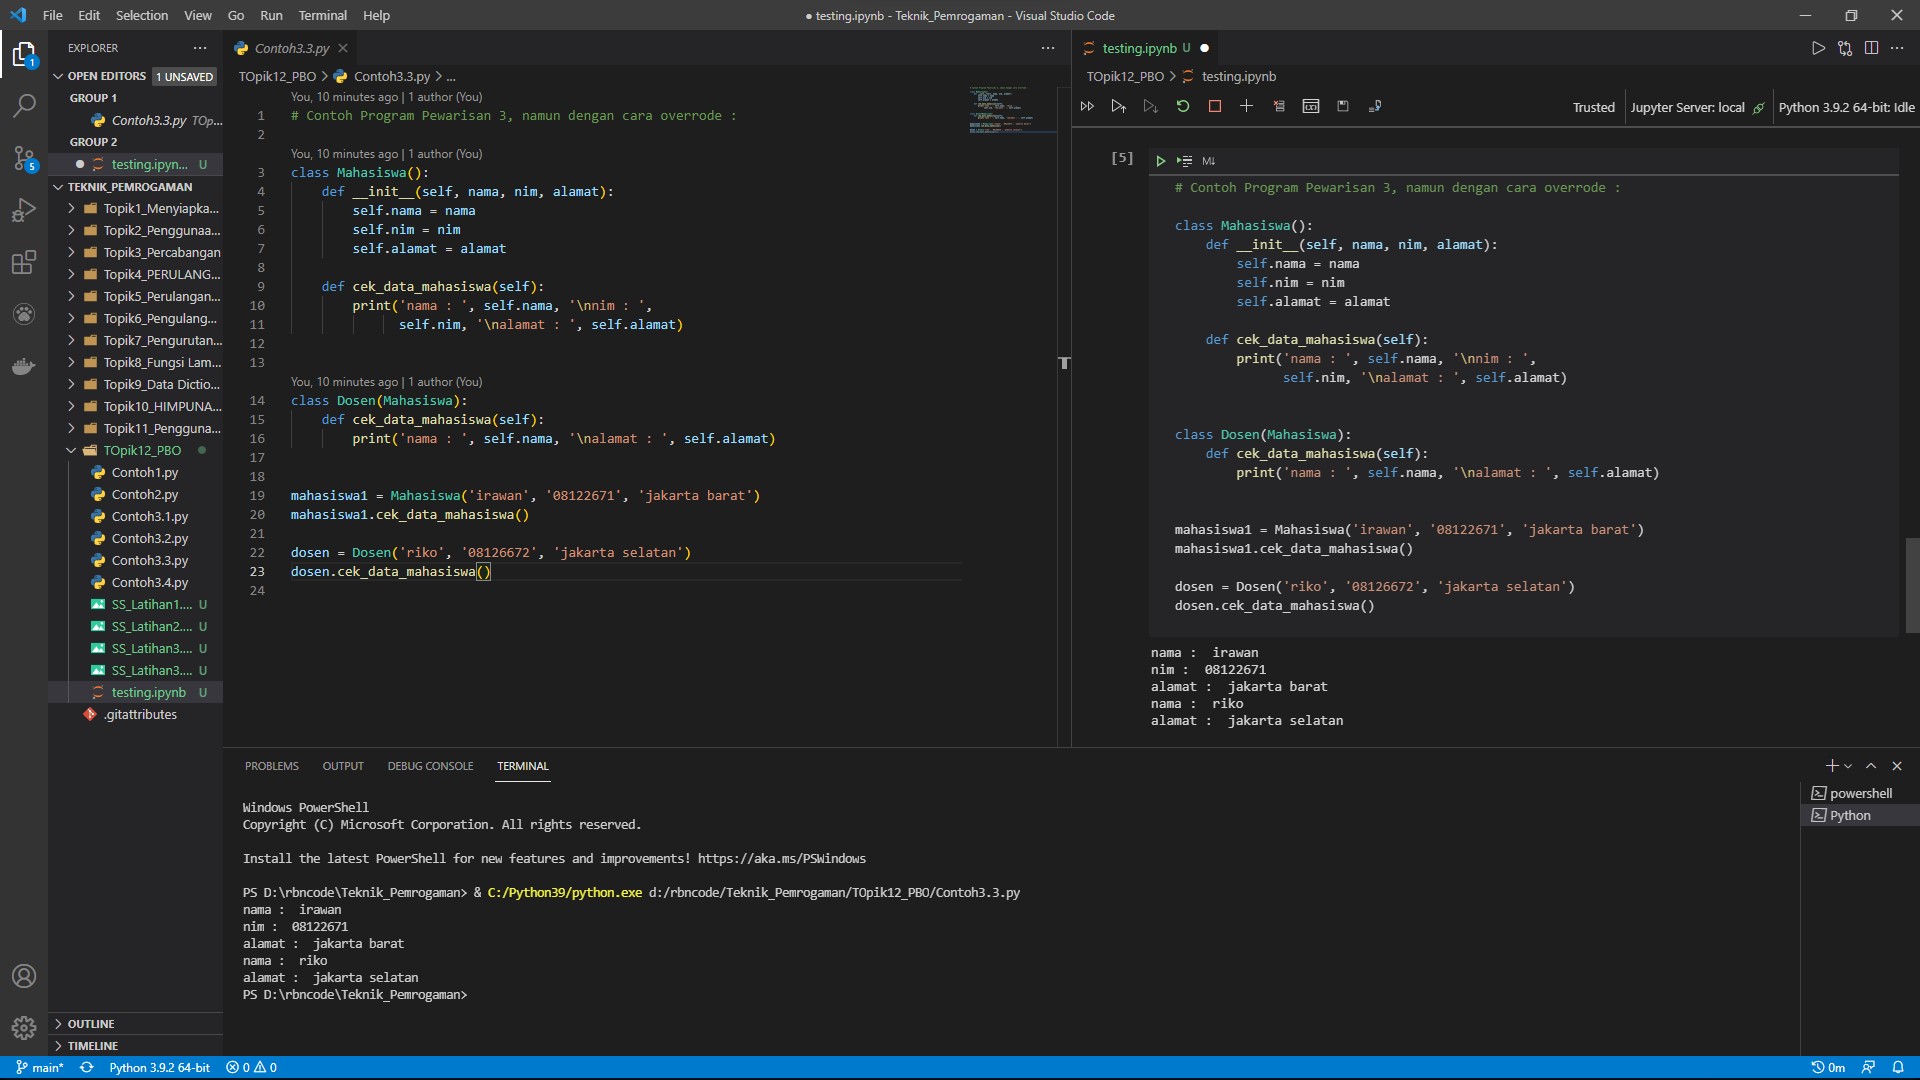 File Edit Selection View Go Run Terminal Help
● testing.ipynb - Teknik_Pemrogaman - Visual Studio Code
EXPLORER
OPEN EDITORS 1 UNSAVED
GROUP 1
Contoh3.3.py TOp...
GROUP 2
testing.ipyn... U
TEKNIK_PEMROGAMAN
Topik1_Menyiapka...
Topik2_Penggunaa...
Topik3_Percabangan
Topik4_PERULANG...
Topik5_Perulangan...
Topik6_Pengulang...
Topik7_Pengurutan...
Topik8_Fungsi Lam...
Topik9_Data Dictio...
Topik10_HIMPUNA...
Topik11_Pengguna...
TOpik12_PBO
Contoh1.py
Contoh2.py
Contoh3.1.py
Contoh3.2.py
Contoh3.3.py
Contoh3.4.py
SS_Latihan1.... U
SS_Latihan2.... U
SS_Latihan3.... U
SS_Latihan3.... U
testing.ipynb U
.gitattributes
OUTLINE
TIMELINE
1
5
Contoh3.3.py
TOpik12_PBO > Contoh3.3.py > ...
You, 10 minutes ago | 1 author (You)
1 # Contoh Program Pewarisan 3, namun dengan cara overrode :
2
You, 10 minutes ago | 1 author (You)
3 class Mahasiswa():
4 def __init__(self, nama, nim, alamat):
5 self.nama = nama
6 self.nim = nim
7 self.alamat = alamat
8
9 def cek_data_mahasiswa(self):
10 print('nama : ', self.nama, '\nnim : ',
11 self.nim, '\nalamat : ', self.alamat)
12
13
You, 10 minutes ago | 1 author (You)
14 class Dosen(Mahasiswa):
15 def cek_data_mahasiswa(self):
16 print('nama : ', self.nama, '\nalamat : ', self.alamat)
17
18
19 mahasiswa1 = Mahasiswa('irawan', '08122671', 'jakarta barat')
20 mahasiswa1.cek_data_mahasiswa()
21
22 dosen = Dosen('riko', '08126672', 'jakarta selatan')
23 dosen.cek_data_mahasiswa()
24
testing.ipynb U ●
TOpik12_PBO > testing.ipynb
Trusted Jupyter Server: local Python 3.9.2 64-bit: Idle
[5] M↓
# Contoh Program Pewarisan 3, namun dengan cara overrode :
class Mahasiswa():
def __init__(self, nama, nim, alamat):
self.nama = nama
self.nim = nim
self.alamat = alamat
def cek_data_mahasiswa(self):
print('nama : ', self.nama, '\nnim : ',
self.nim, '\nalamat : ', self.alamat)
class Dosen(Mahasiswa):
def cek_data_mahasiswa(self):
print('nama : ', self.nama, '\nalamat : ', self.alamat)
mahasiswa1 = Mahasiswa('irawan', '08122671', 'jakarta barat')
mahasiswa1.cek_data_mahasiswa()
dosen = Dosen('riko', '08126672', 'jakarta selatan')
dosen.cek_data_mahasiswa()
nama :  irawan
nim :  08122671
alamat :  jakarta barat
nama :  riko
alamat :  jakarta selatan
PROBLEMS OUTPUT DEBUG CONSOLE TERMINAL
Windows PowerShell
Copyright (C) Microsoft Corporation. All rights reserved.
Install the latest PowerShell for new features and improvements! https://aka.ms/PSWindows
PS D:\rbncode\Teknik_Pemrogaman> & C:/Python39/python.exe d:/rbncode/Teknik_Pemrogaman/TOpik12_PBO/Contoh3.3.py
nama :  irawan
nim :  08122671
alamat :  jakarta barat
nama :  riko
alamat :  jakarta selatan
PS D:\rbncode\Teknik_Pemrogaman>
powershell
Python
main* Python 3.9.2 64-bit 0 0 0m